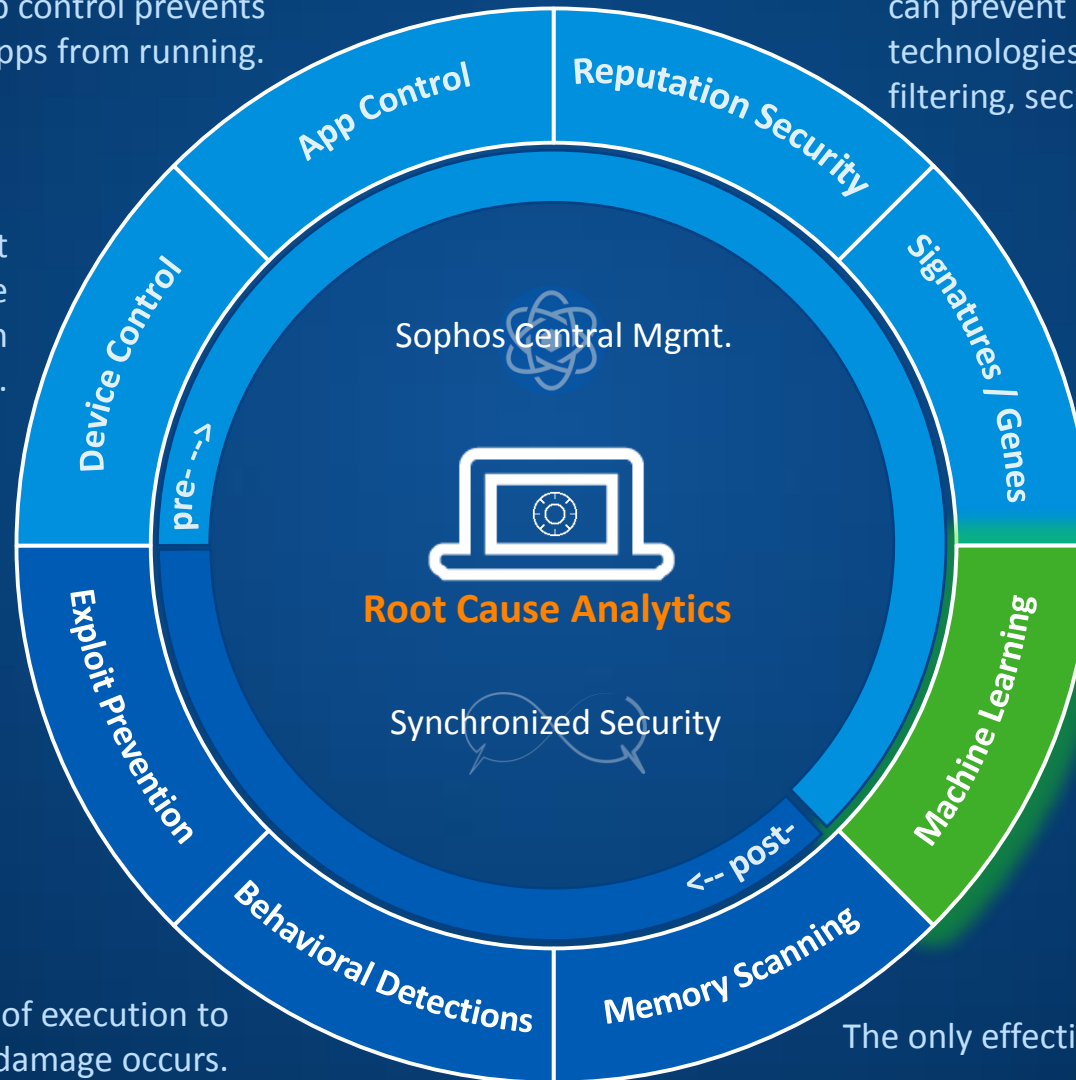 control prevents
apps from running.
can prevent
technologies
filtering, sec
App Control
Reputation Security
Device Control
Signatures / Genes
pre- -->
Sophos Central Mgmt.
Root Cause Analytics
Synchronized Security
Exploit Prevention
Machine Learning
<-- post-
Behavioral Detections
Memory Scanning
of execution to
damage occurs.
The only effecti